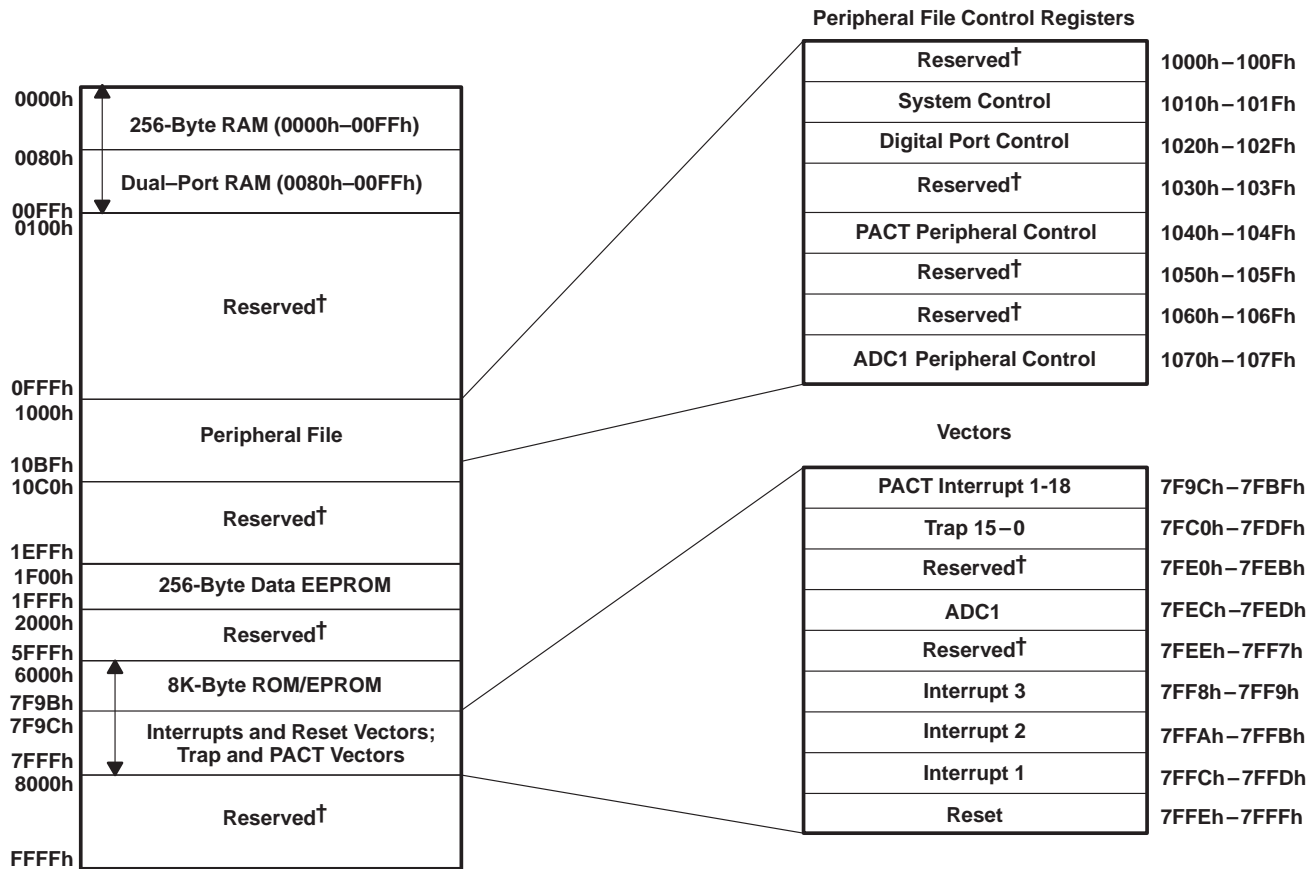 0000h
256-Byte RAM (0000h–00FFh)
0080h
Dual–Port RAM (0080h–00FFh)
00FFh
0100h
Reserved†
0FFFh
1000h
Peripheral File
10BFh
10C0h
Reserved†
1EFFh
1F00h
256-Byte Data EEPROM
1FFFh
2000h
Reserved†
5FFFh
6000h
8K-Byte ROM/EPROM
7F9Bh
7F9Ch
Interrupts and Reset Vectors;
Trap and PACT Vectors
7FFFh
8000h
Reserved†
FFFFh
Peripheral File Control Registers
Reserved† 1000h–100Fh
System Control 1010h–101Fh
Digital Port Control 1020h–102Fh
Reserved† 1030h–103Fh
PACT Peripheral Control 1040h–104Fh
Reserved† 1050h–105Fh
Reserved† 1060h–106Fh
ADC1 Peripheral Control 1070h–107Fh
Vectors
PACT Interrupt 1-18 7F9Ch–7FBFh
Trap 15–0 7FC0h–7FDFh
Reserved† 7FE0h–7FEBh
ADC1 7FECh–7FEDh
Reserved† 7FEEh–7FF7h
Interrupt 3 7FF8h–7FF9h
Interrupt 2 7FFAh–7FFBh
Interrupt 1 7FFCh–7FFDh
Reset 7FFEh–7FFFh